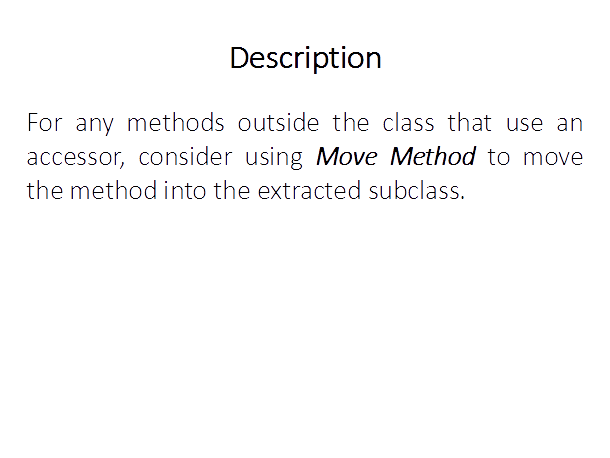 Description
For any methods outside the class that use an
accessor, consider using Move Method to move
the method into the extracted subclass.